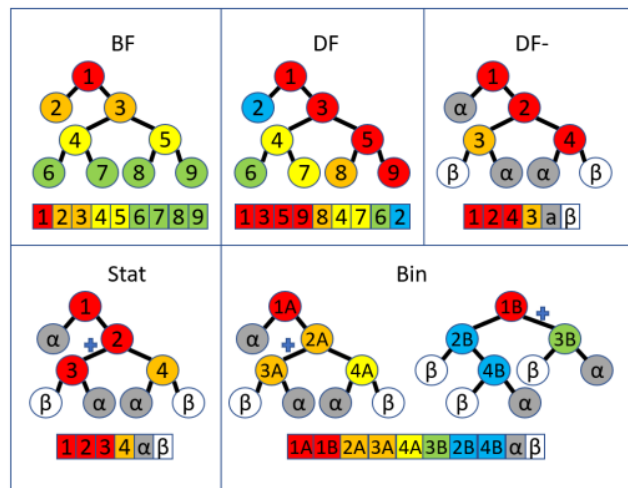 BF
1
2 3
4 5
6 7 8 9
1 2 3 4 5 6 7 8 9
DF
1
2 3
4 5
6 7 8 9
1 3 5 9 8 4 7 6 2
DF-
1
α 2
3 4
β α α β
1 2 4 3 a β
Stat
1
α + 2
3 4
β α α β
1 2 3 4 α β
Bin
1A
α + 2A
3A 4A
β α α β
1B +
2B 3B
β 4B β α
β α
1A 1B 2A 3A 4A 3B 2B 4B α β